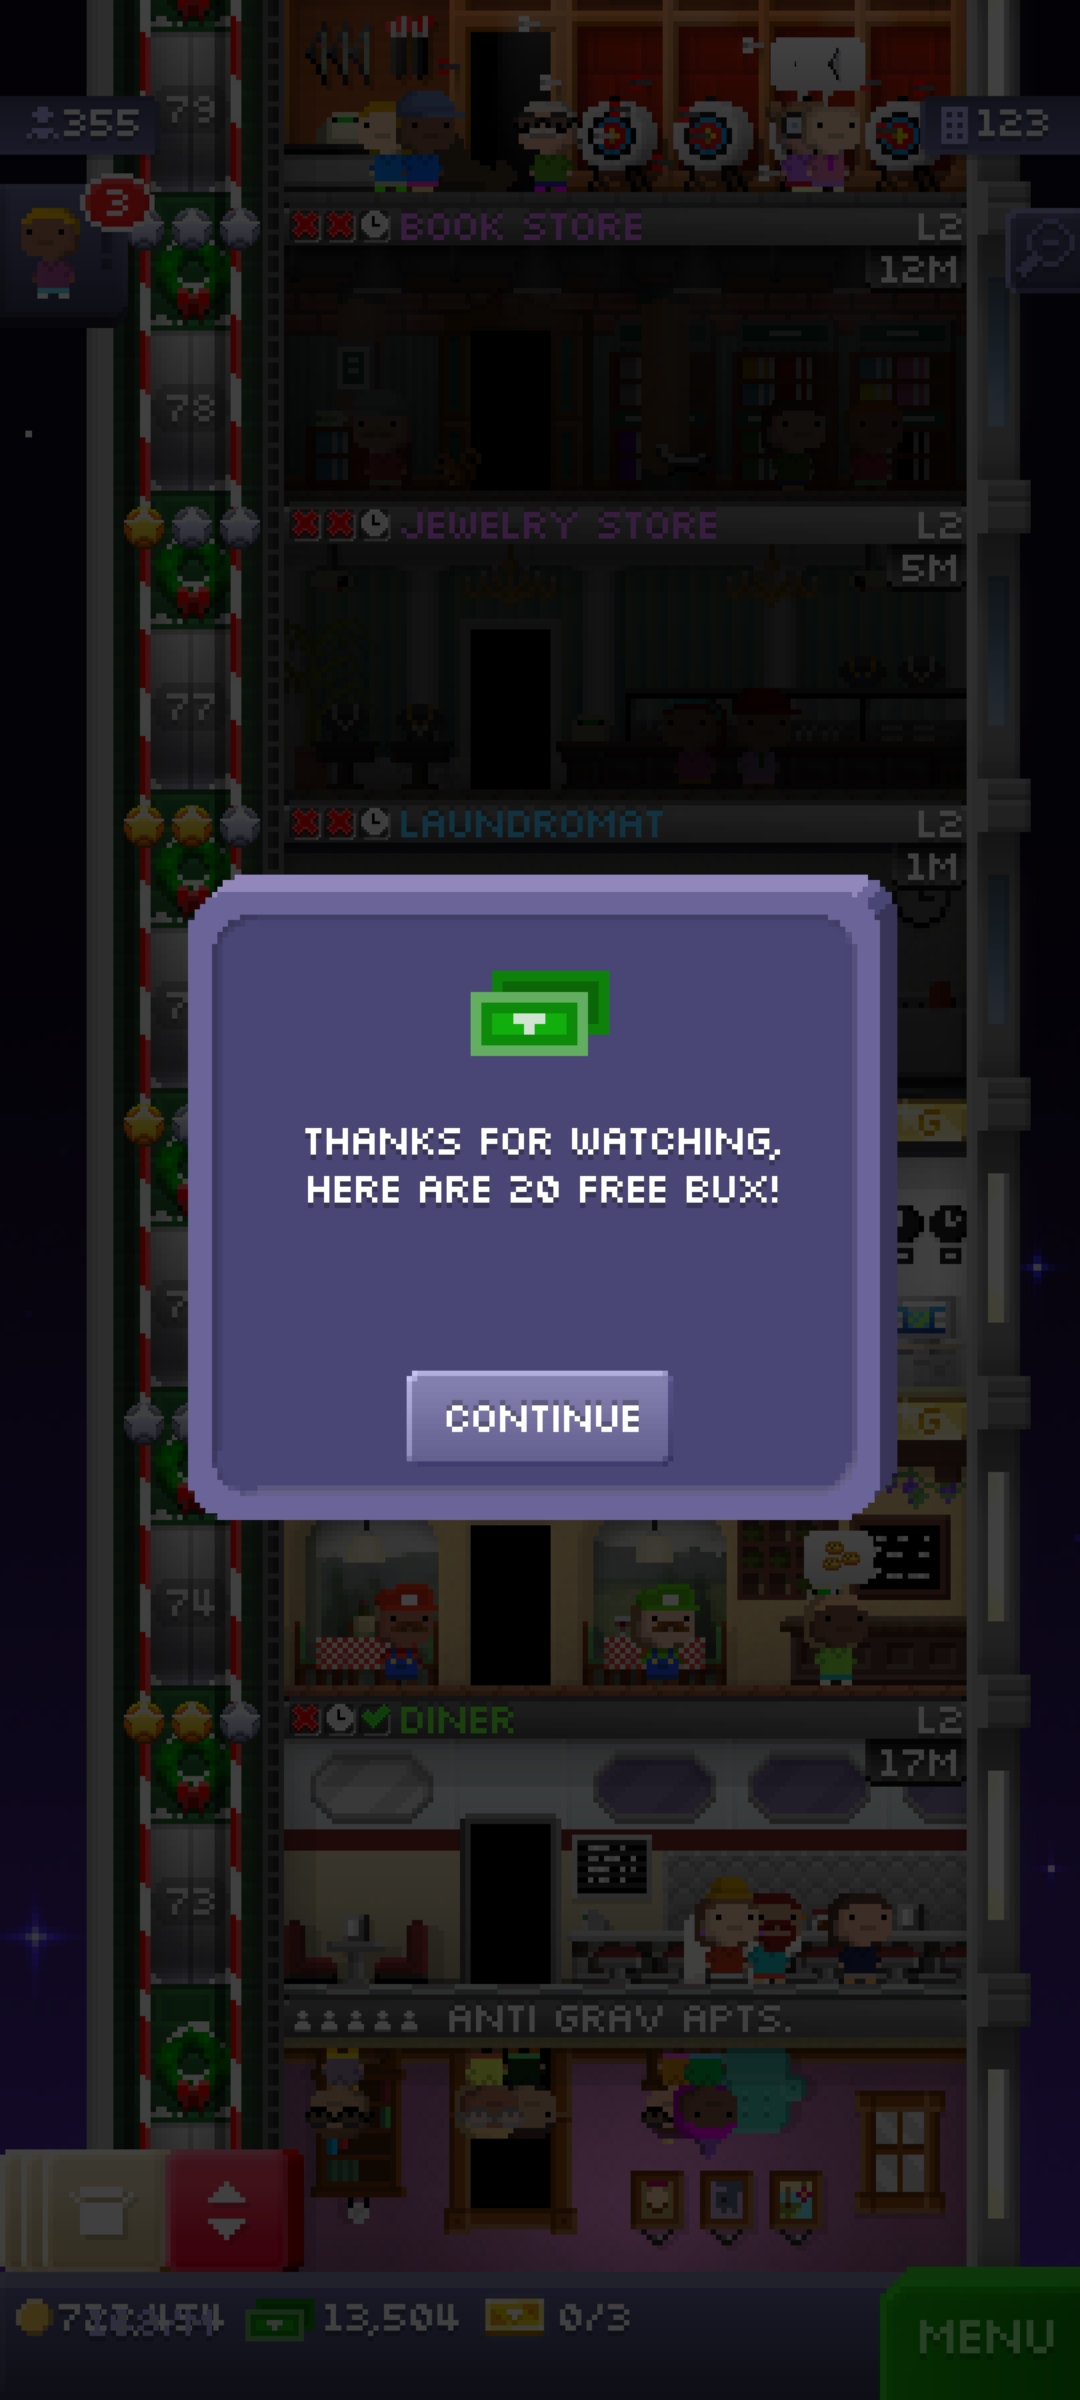 79
355
123
3
BOOK STORE L2
12M
78
JEWELRY STORE L2
5M
77
LAUNDROMAT L2
1M
G
THANKS FOR WATCHING,
HERE ARE 20 FREE BUX!
G
CONTINUE
74
DINER L2
17M
73
ANTI GRAV APTS.
13,504
0/3
MENU